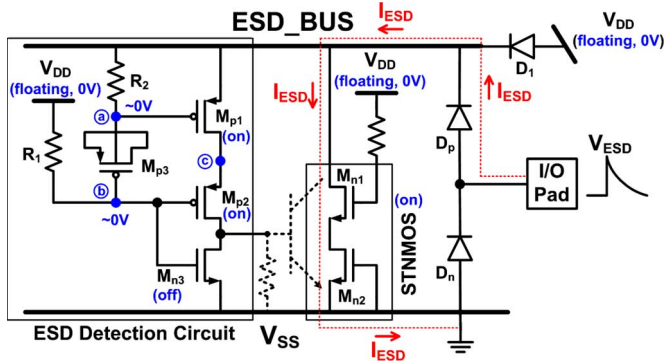 ESD_BUS
I_ESD
V_DD
(floating, 0V)
D_1
V_DD
(floating, 0V)
R_2
~0V
ⓐ
M_p1
(on)
R_1
M_p3
ⓒ
ⓑ
~0V
M_p2
(on)
M_n3
(off)
I_ESD
V_DD
(floating, 0V)
M_n1
(on)
M_n2
STNMOS
I_ESD
D_p
D_n
I/O
Pad
V_ESD
ESD Detection Circuit
V_SS
I_ESD